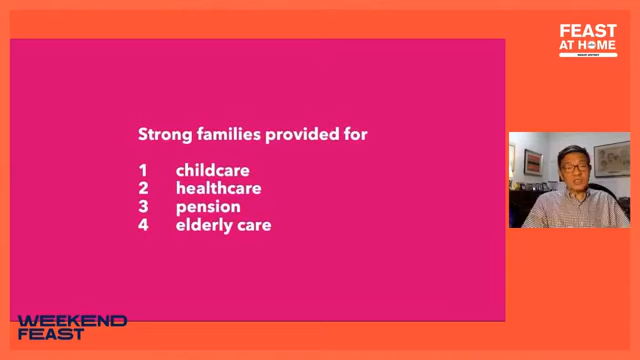 FEAST
AT HOME
Strong families provided for
1 childcare
2 healthcare
3 pension
4 elderly care
WEEKEND
FEAST